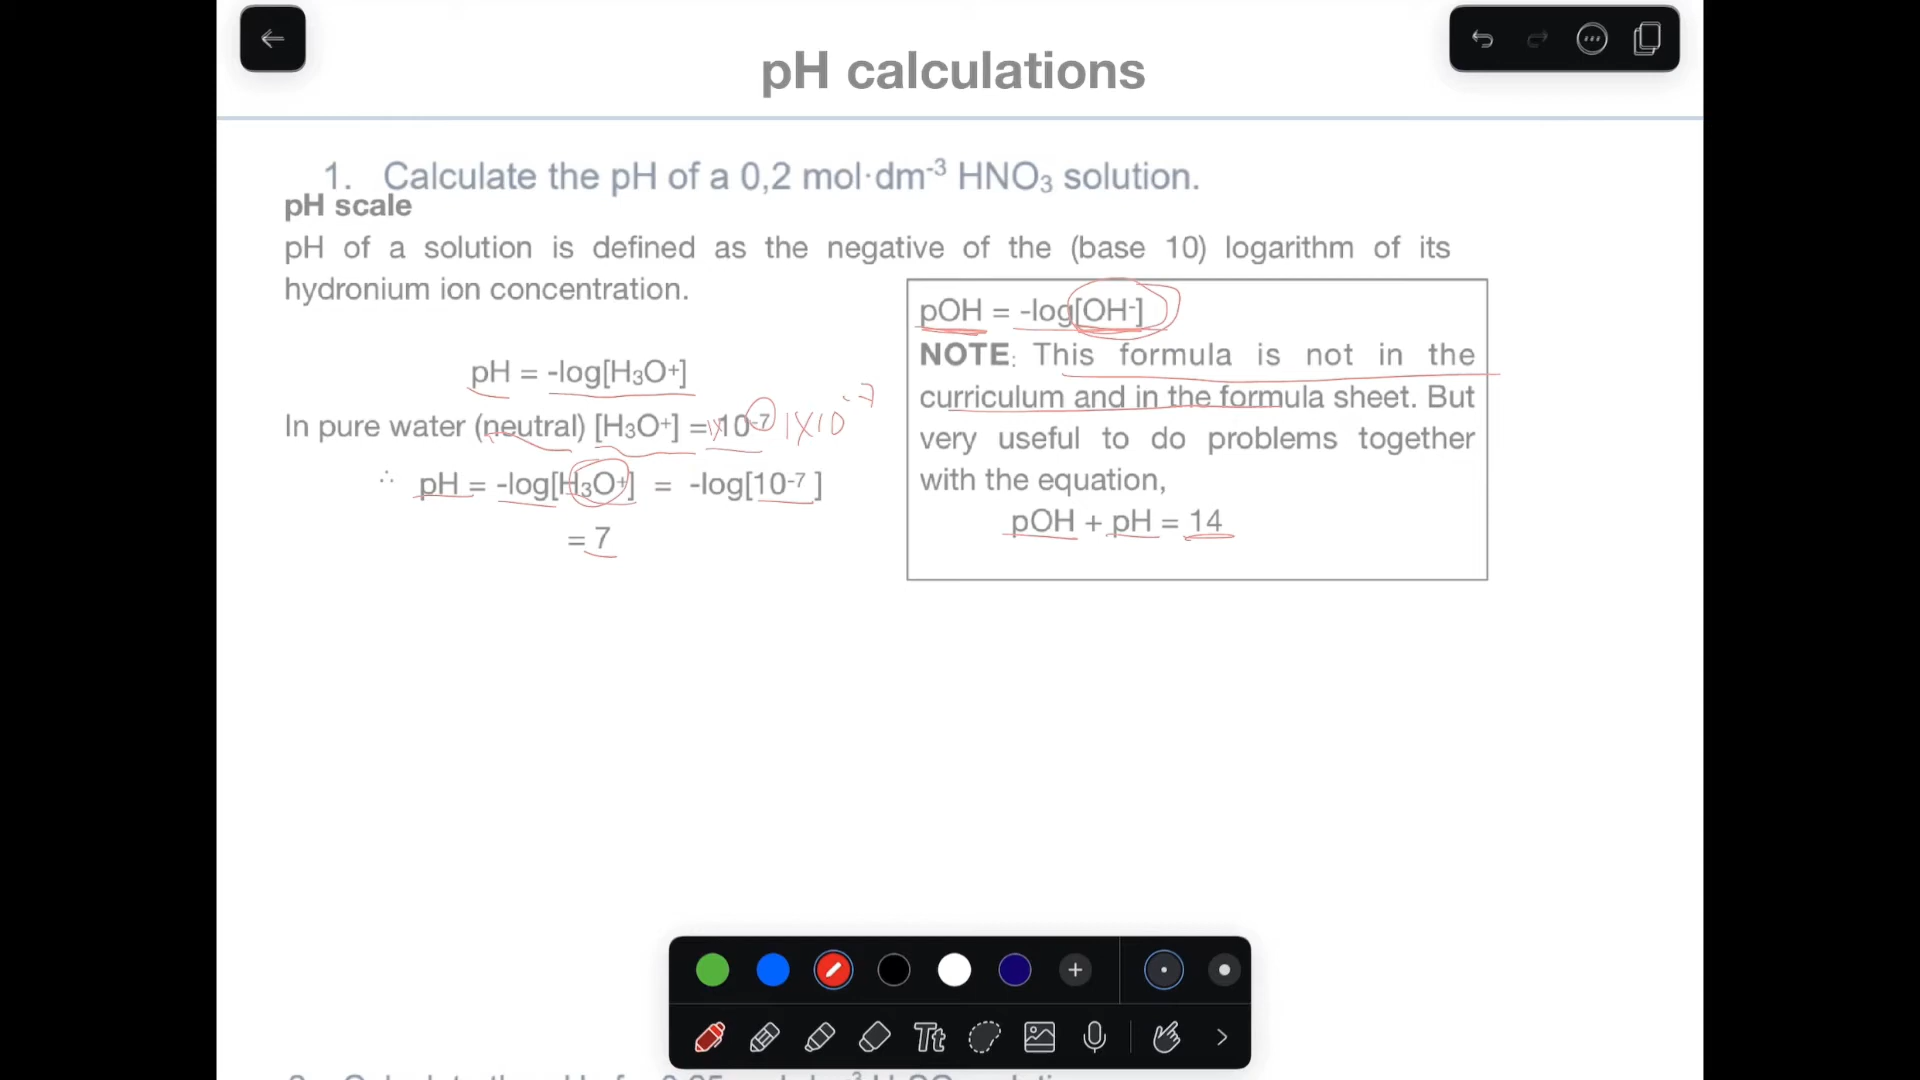 pH calculations
1. Calculate the pH of a 0,2 mol·dm⁻³ HNO₃ solution.
pH scale
pH of a solution is defined as the negative of the (base 10) logarithm of its
hydronium ion concentration.
pH = -log[H₃O⁺]
In pure water (neutral) [H₃O⁺] = 1x 10⁻⁷ 1x10⁻⁷
∴ pH = -log[H₃O⁺] = -log[10⁻⁷ ]
= 7
pOH = -log[OH⁻]
NOTE: This formula is not in the
curriculum and in the formula sheet. But
very useful to do problems together
with the equation,
pOH + pH = 14
Tt